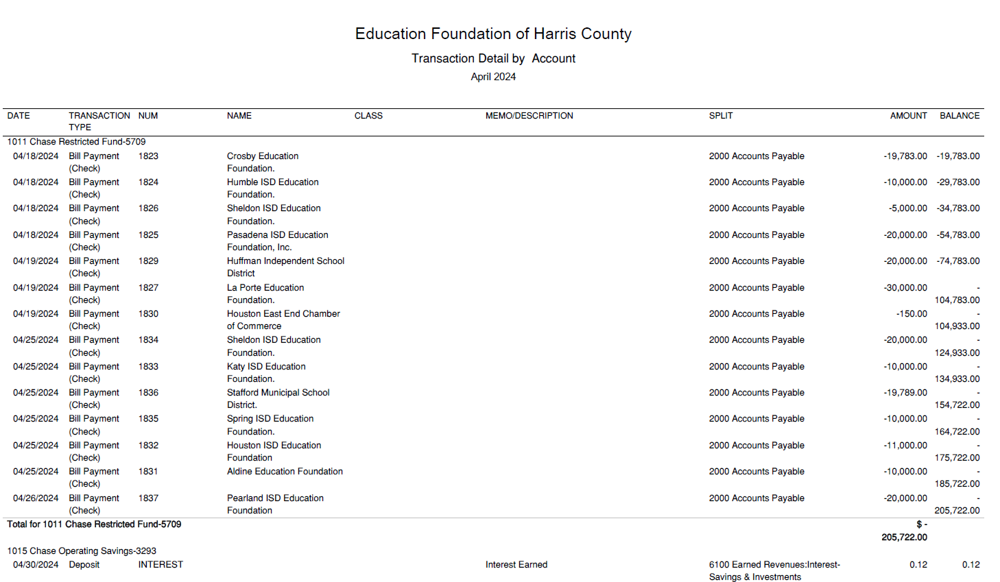 Education Foundation of Harris County
Transaction Detail by Account
April 2024
DATE TRANSACTION TYPE NUM NAME CLASS MEMO/DESCRIPTION SPLIT AMOUNT BALANCE
1011 Chase Restricted Fund-5709
04/18/2024 Bill Payment 1823 Crosby Education 2000 Accounts Payable -19,783.00 -19,783.00
(Check) Foundation.
04/18/2024 Bill Payment 1824 Humble ISD Education 2000 Accounts Payable -10,000.00 -29,783.00
(Check) Foundation.
04/18/2024 Bill Payment 1826 Sheldon ISD Education 2000 Accounts Payable -5,000.00 -34,783.00
(Check) Foundation.
04/18/2024 Bill Payment 1825 Pasadena ISD Education 2000 Accounts Payable -20,000.00 -54,783.00
(Check) Foundation, Inc.
04/19/2024 Bill Payment 1829 Huffman Independent School 2000 Accounts Payable -20,000.00 -74,783.00
(Check) District
04/19/2024 Bill Payment 1827 La Porte Education 2000 Accounts Payable -30,000.00 -
(Check) Foundation. 104,783.00
04/19/2024 Bill Payment 1830 Houston East End Chamber 2000 Accounts Payable -150.00 -
(Check) of Commerce 104,933.00
04/25/2024 Bill Payment 1834 Sheldon ISD Education 2000 Accounts Payable -20,000.00 -
(Check) Foundation. 124,933.00
04/25/2024 Bill Payment 1833 Katy ISD Education 2000 Accounts Payable -10,000.00 -
(Check) Foundation. 134,933.00
04/25/2024 Bill Payment 1836 Stafford Municipal School 2000 Accounts Payable -19,789.00 -
(Check) District. 154,722.00
04/25/2024 Bill Payment 1835 Spring ISD Education 2000 Accounts Payable -10,000.00 -
(Check) Foundation. 164,722.00
04/25/2024 Bill Payment 1832 Houston ISD Education 2000 Accounts Payable -11,000.00 -
(Check) Foundation 175,722.00
04/25/2024 Bill Payment 1831 Aldine Education Foundation 2000 Accounts Payable -10,000.00 -
(Check) 185,722.00
04/26/2024 Bill Payment 1837 Pearland ISD Education 2000 Accounts Payable -20,000.00 -
(Check) Foundation 205,722.00
Total for 1011 Chase Restricted Fund-5709 $ -
205,722.00
1015 Chase Operating Savings-3293
04/30/2024 Deposit INTEREST Interest Earned 6100 Earned Revenues:Interest- 0.12 0.12
Savings & Investments